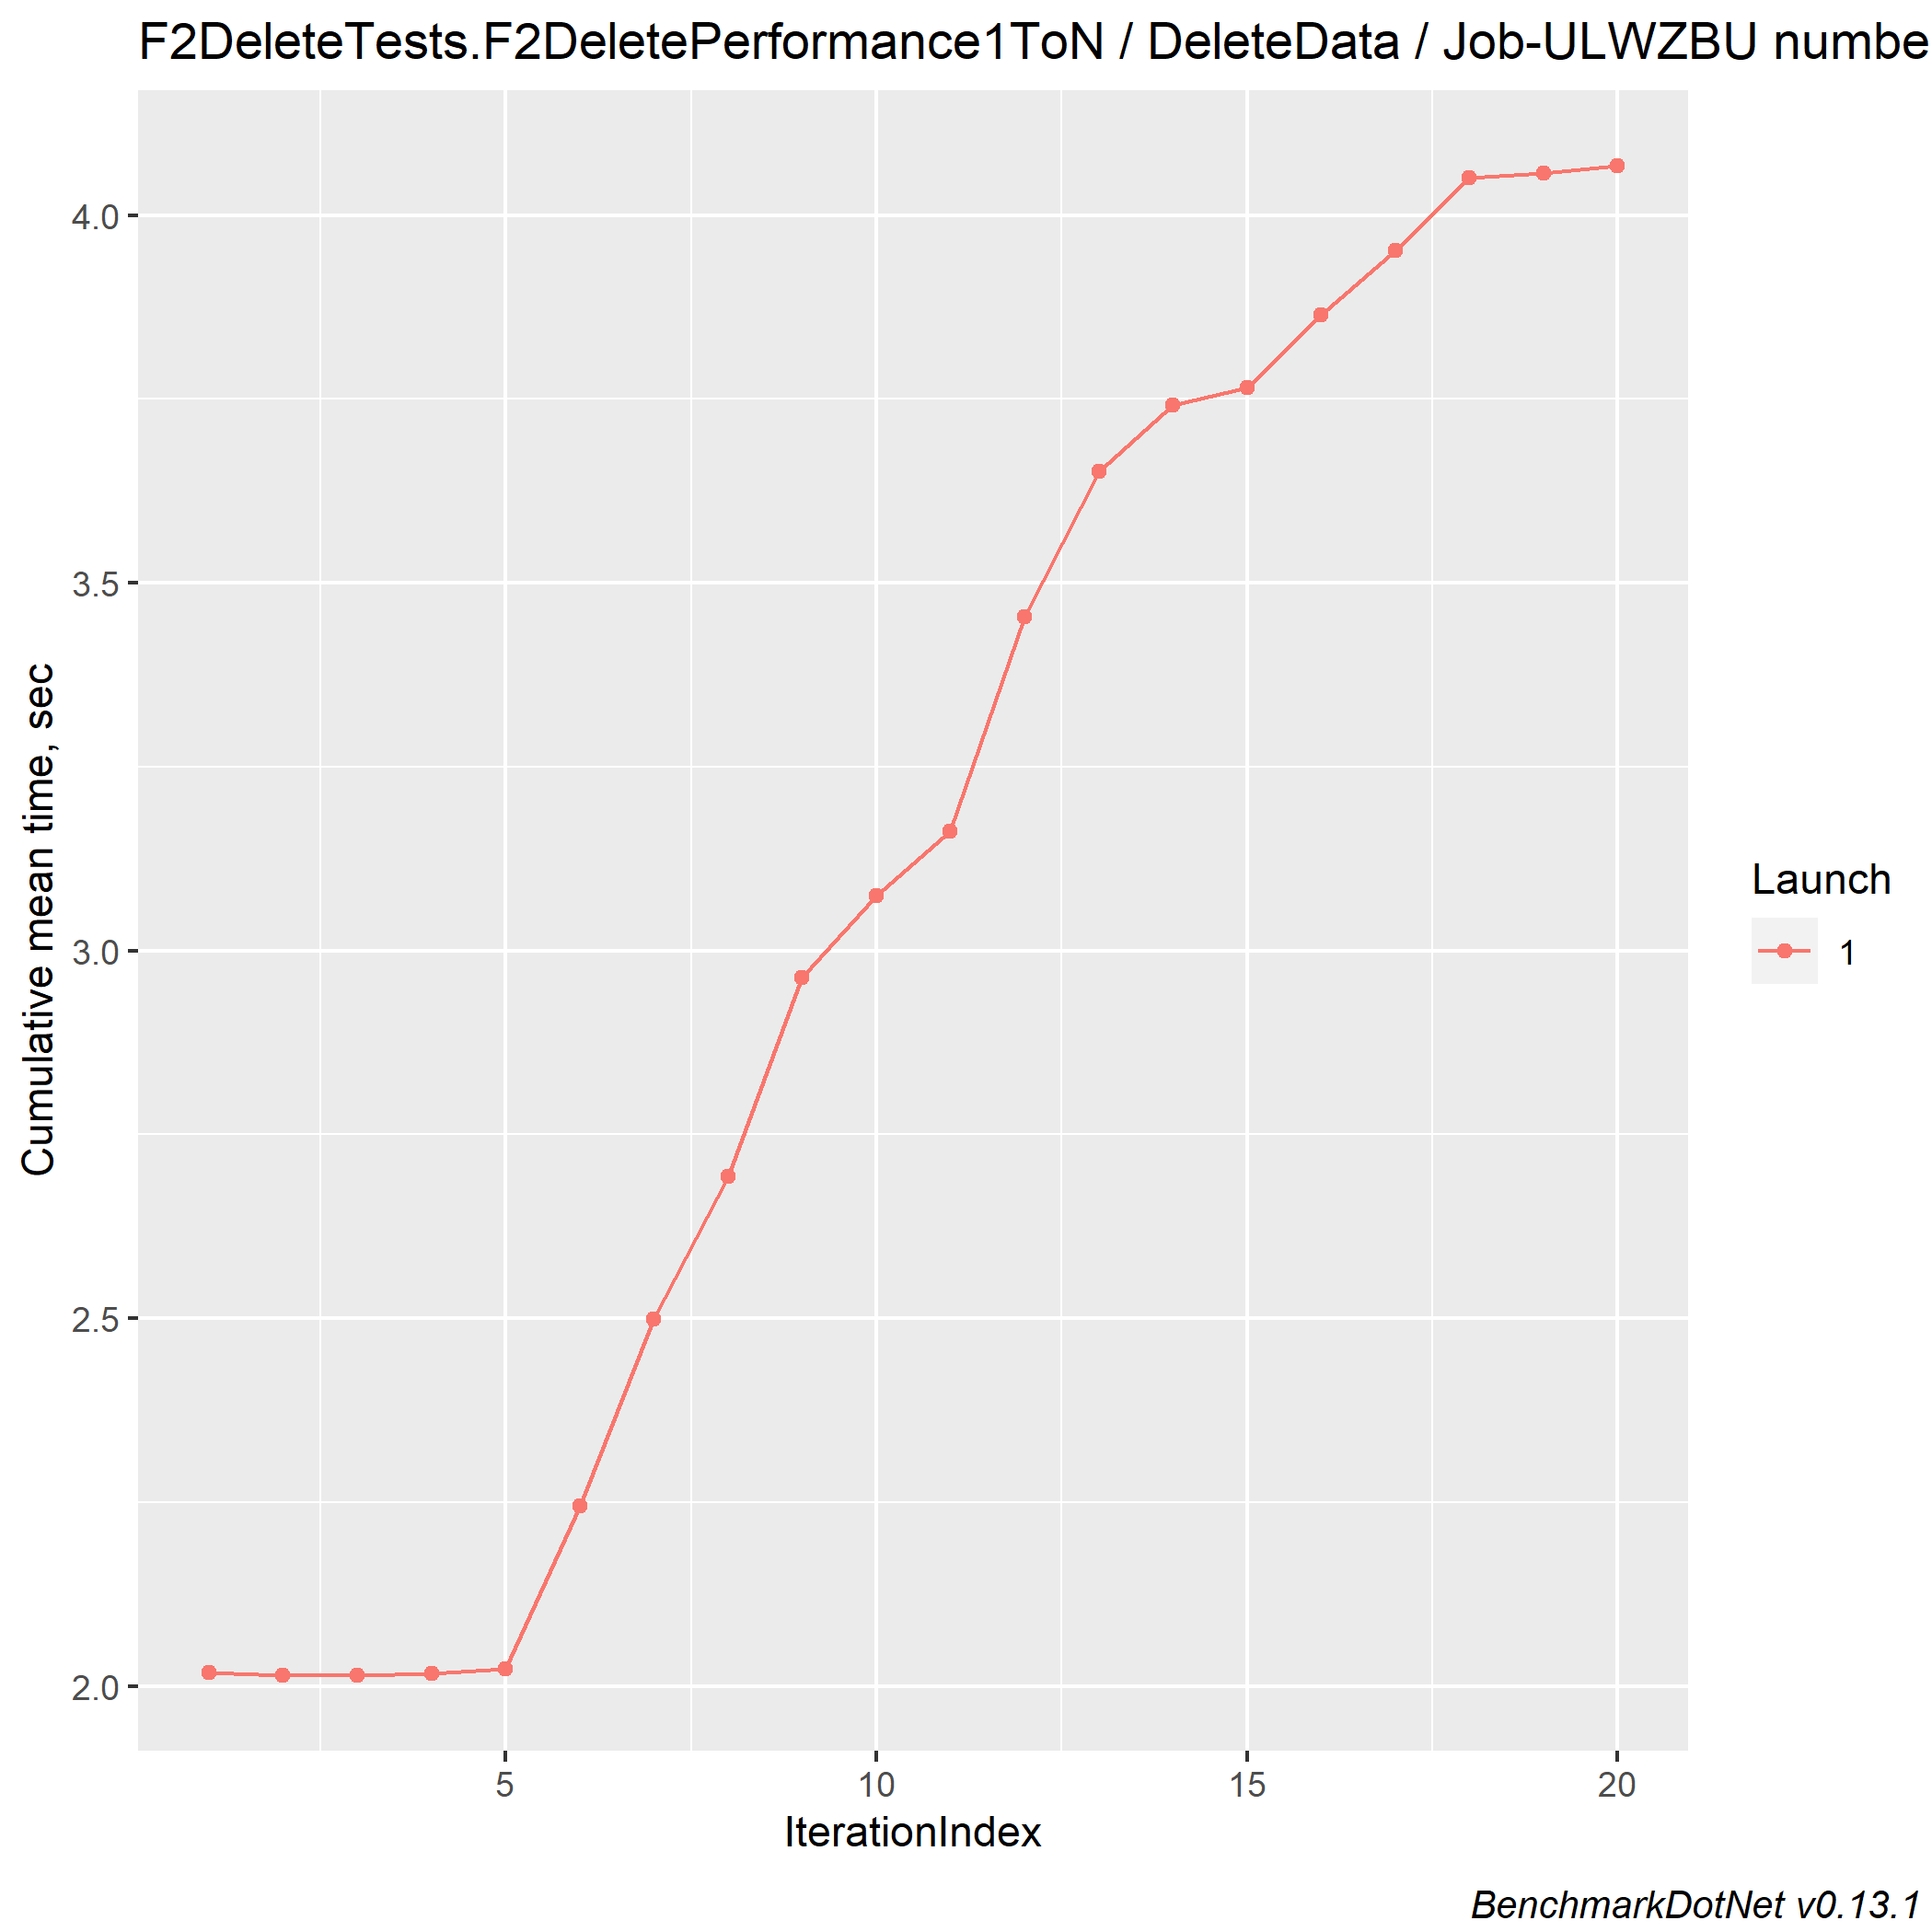 F2DeleteTests.F2DeletePerformance1ToN / DeleteData / Job-ULWZBU numbe
4.0
3.5
3.0
2.5
2.0
Cumulative mean time, sec
5 10 15 20
IterationIndex
Launch
1
BenchmarkDotNet v0.13.1